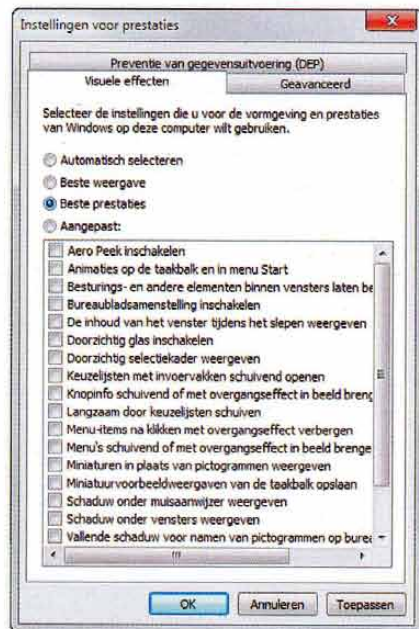 Instellingen voor prestaties
Preventie van gegevensuitvoering (DEP)
Visuele effecten
Geavanceerd
Selecteer de instellingen die u voor de vormgeving en prestaties
van Windows op deze computer wilt gebruiken.
Automatisch selecteren
Beste weergave
Beste prestaties
Aangepast:
Aero Peek inschakelen
Animaties op de taakbalk en in menu Start
Besturings- en andere elementen binnen vensters laten be
Bureaubladsamenstelling inschakelen
De inhoud van het venster tijdens het slepen weergeven
Doorzichtig glas inschakelen
Doorzichtig selectiekader weergeven
Keuzelijsten met invoervakken schuivend openen
Knopinfo schuivend of met overgangseffect in beeld breng
Langzaam door keuzelijsten schuiven
Menu-items na klikken met overgangseffect verbergen
Menu's schuivend of met overgangseffect in beeld brenge
Miniaturen in plaats van pictogrammen weergeven
Miniatuurvoorbeeldweergaven van de taakbalk opslaan
Schaduw onder muisaanwijzer weergeven
Schaduw onder vensters weergeven
Vallende schaduw voor namen van pictogrammen op burea
OK
Annuleren
Toepassen